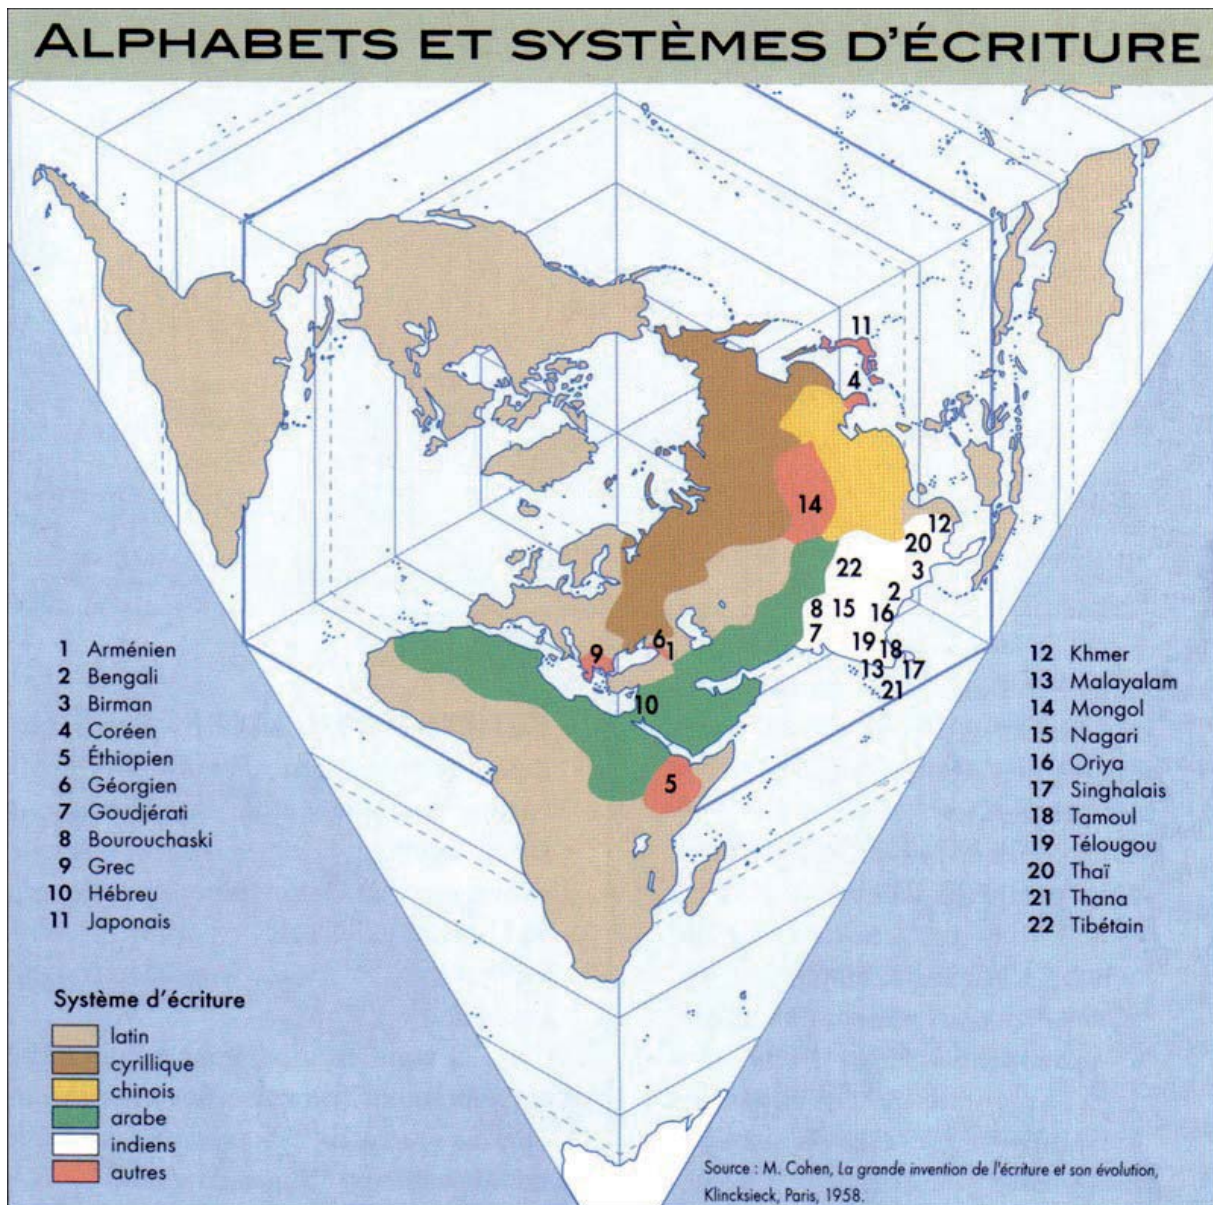 ALPHABETS ET SYSTÈMES D'ÉCRITURE
11
4
14
12
20
22
3
2
8
15
16
7
6
1
9
19
18
13
17
21
10
5
1 Arménien
2 Bengali
3 Birman
4 Coréen
5 Éthiopien
6 Géorgien
7 Goudjérati
8 Bourouchaski
9 Grec
10 Hébreu
11 Japonais
12 Khmer
13 Malayalam
14 Mongol
15 Nagari
16 Oriya
17 Singhalais
18 Tamoul
19 Télougou
20 Thaï
21 Thana
22 Tibétain
Système d'écriture
latin
cyrillique
chinois
arabe
indiens
autres
Source : M. Cohen, La grande invention de l'écriture et son évolution,
Klincksieck, Paris, 1958.